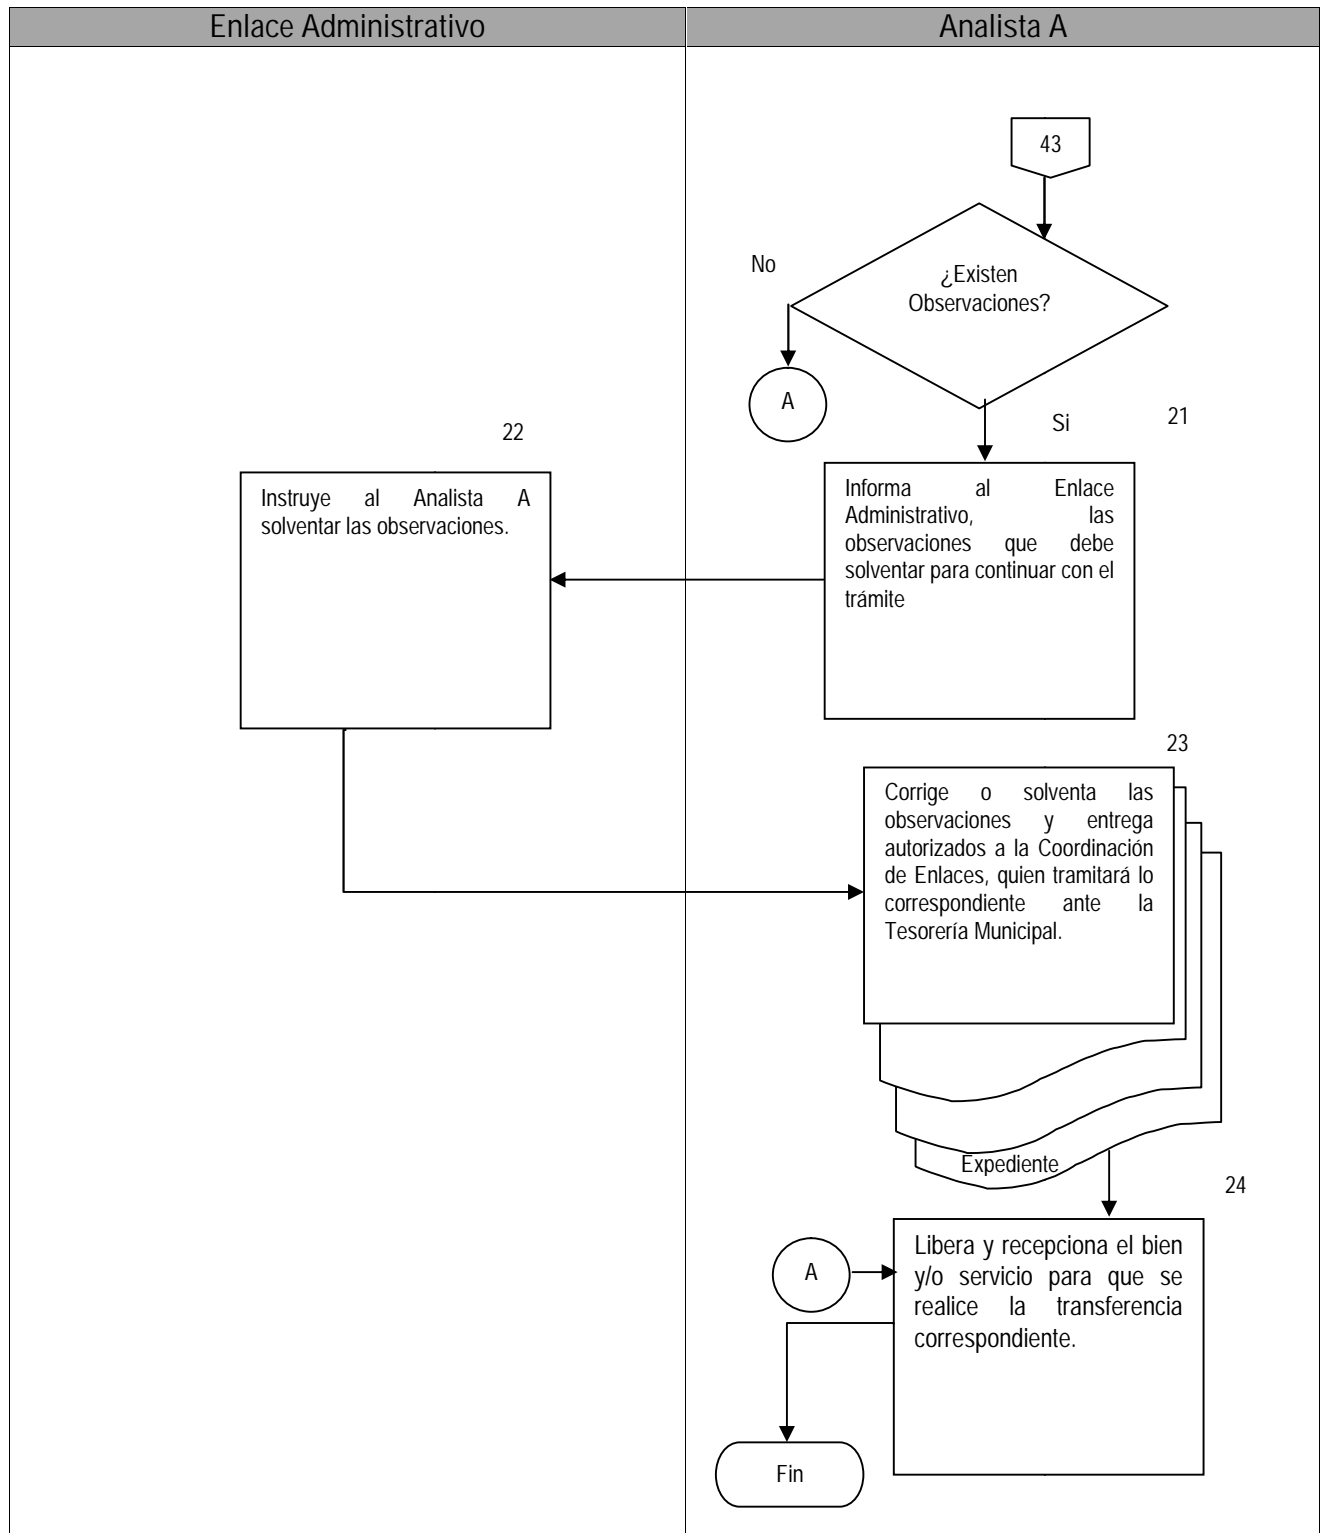 Enlace Administrativo
Analista A
43
¿Existen
Observaciones?
No
A
Si
21
22
Informa al Enlace
Administrativo, las
observaciones que debe
solventar para continuar con el
trámite
Instruye al Analista A
solventar las observaciones.
23
Corrige o solventa las
observaciones y entrega
autorizados a la Coordinación
de Enlaces, quien tramitará lo
correspondiente ante la
Tesorería Municipal.
Expediente
24
A
Libera y recepciona el bien
y/o servicio para que se
realice la transferencia
correspondiente.
Fin